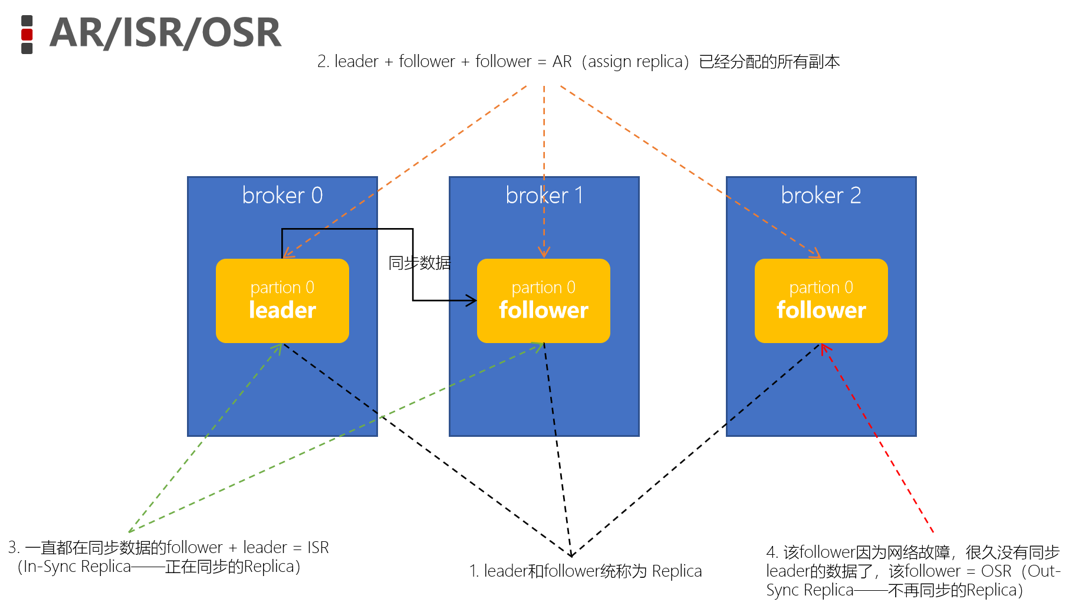 AR/ISR/OSR
2. leader + follower + follower = AR（assign replica）已经分配的所有副本
broker 0
broker 1
broker 2
同步数据
partion 0
leader
partion 0
follower
partion 0
follower
3. 一直都在同步数据的follower + leader = ISR
（In-Sync Replica——正在同步的Replica）
1. leader和follower统称为 Replica
4. 该follower因为网络故障，很久没有同步
leader的数据了，该follower = OSR（Out-
Sync Replica——不再同步的Replica）